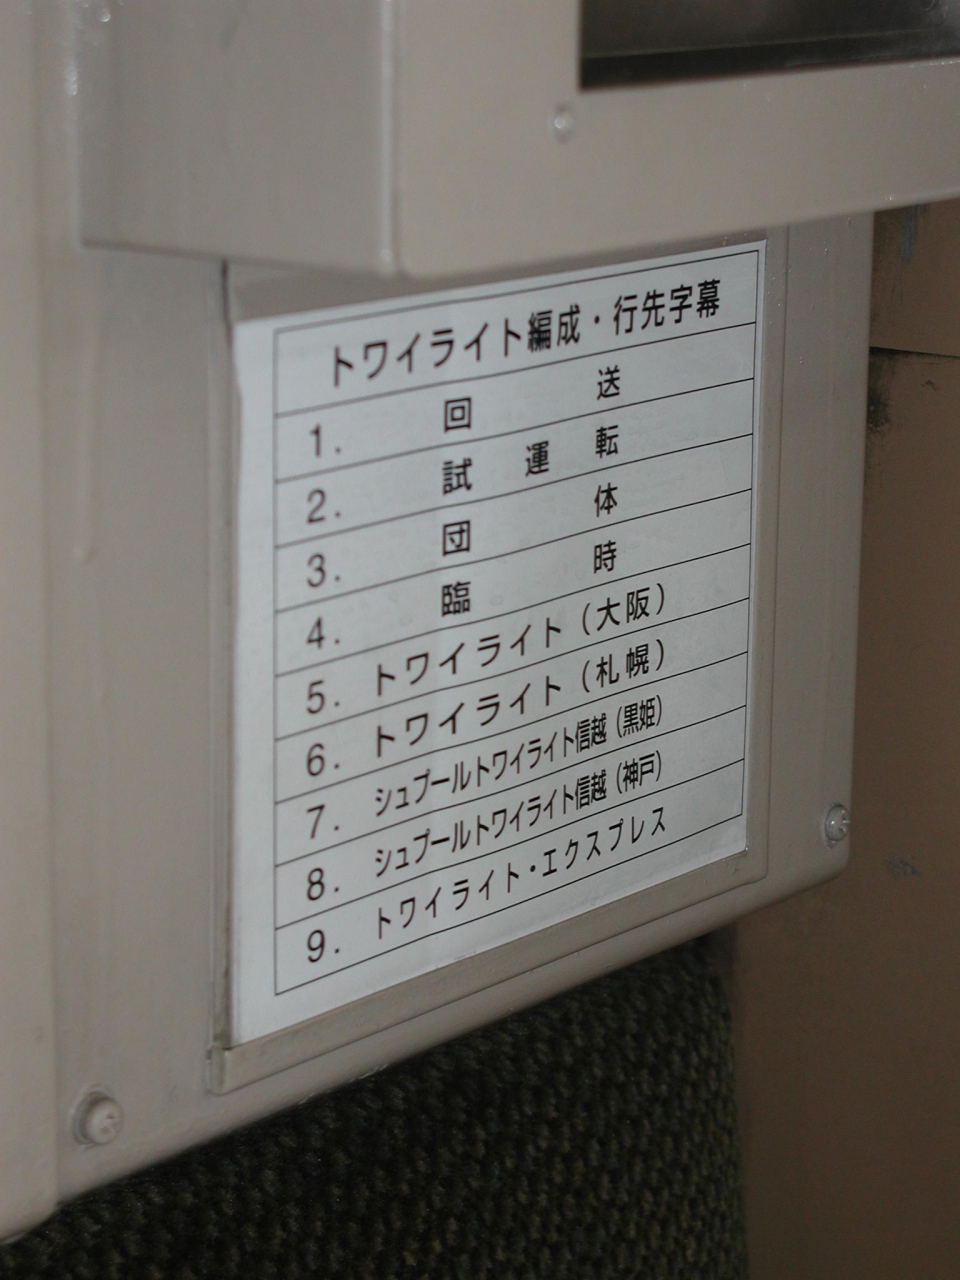 トワイライト編成・行先字幕
1. 回送
2. 試運転
3. 団体
4. 臨時
5. トワイライト(大阪)
6. トワイライト(札幌)
7. シュプールトワイライト信越(黒姫)
8. シュプールトワイライト信越(神戸)
9. トワイライト・エクスプレス